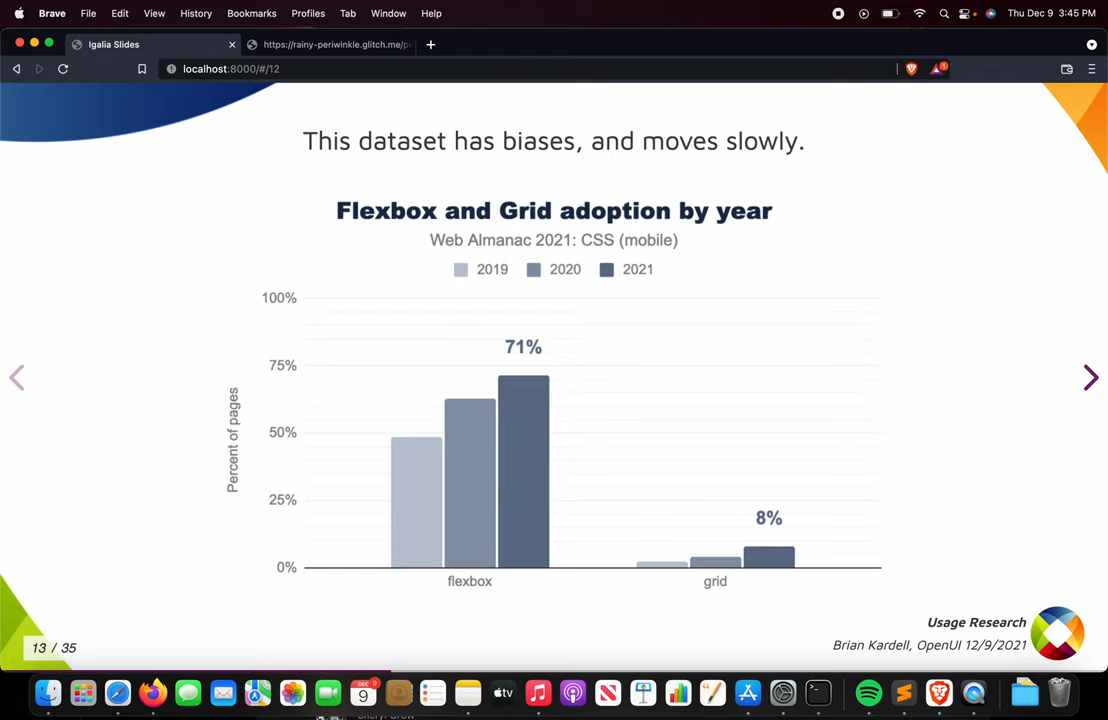 Brave File Edit View History Bookmarks Profiles Tab Window Help Thu Dec 9 3:45 PM
Igalia Slides https://rainy-periwinkle.glitch.me/p
localhost:8000/#/12
This dataset has biases, and moves slowly.
Flexbox and Grid adoption by year
Web Almanac 2021: CSS (mobile)
2019 2020 2021
100%
71%
75%
Percent of pages
50%
25%
8%
0%
flexbox grid
Usage Research
13 / 35
Brian Kardell, OpenUI 12/9/2021
DEC
9
tv